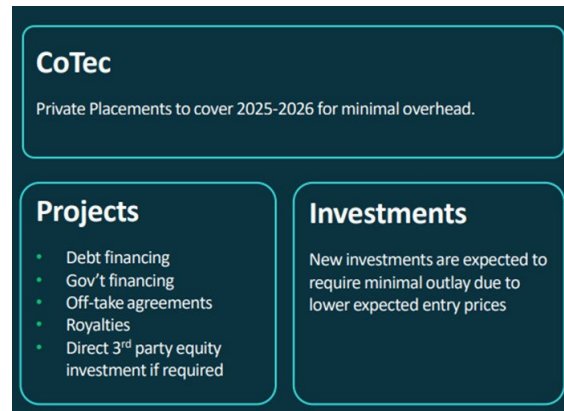 CoTec
Private Placements to cover 2025-2026 for minimal overhead.
Projects
• Debt financing
• Gov't financing
• Off-take agreements
• Royalties
• Direct 3rd party equity
investment if required
Investments
New investments are expected to
require minimal outlay due to
lower expected entry prices